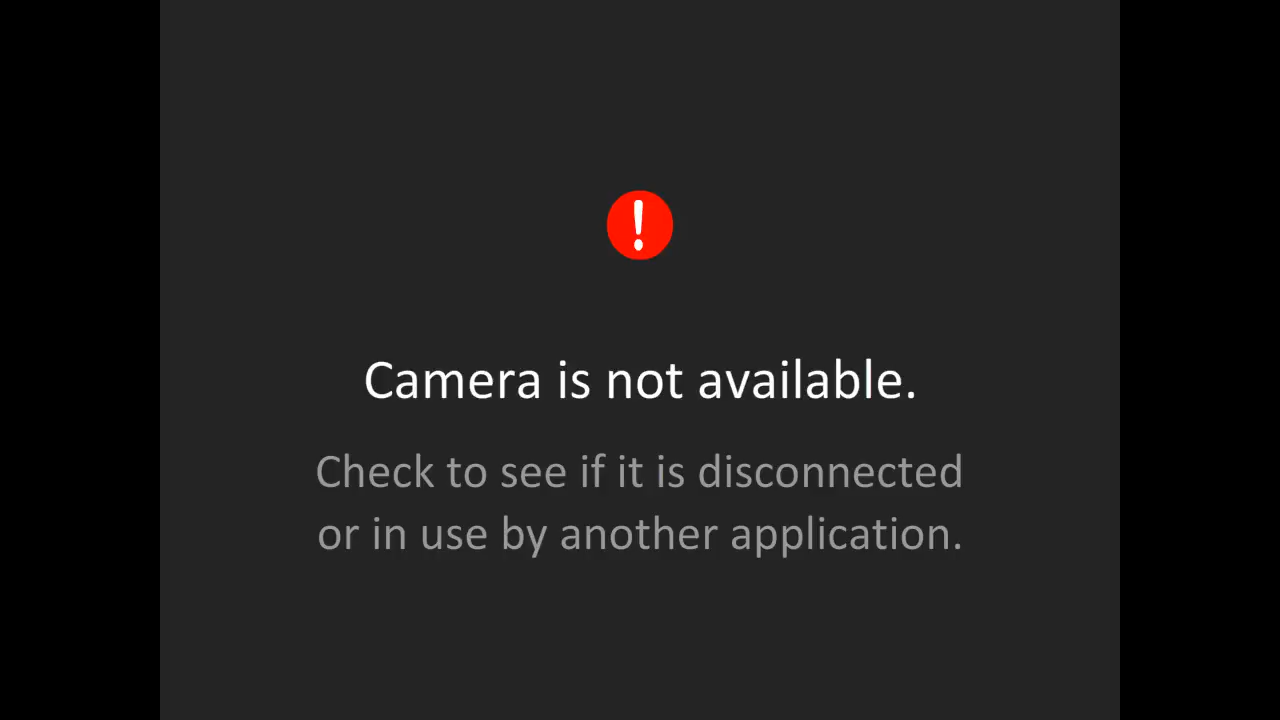 Camera is not available.
Check to see if it is disconnected
or in use by another application.